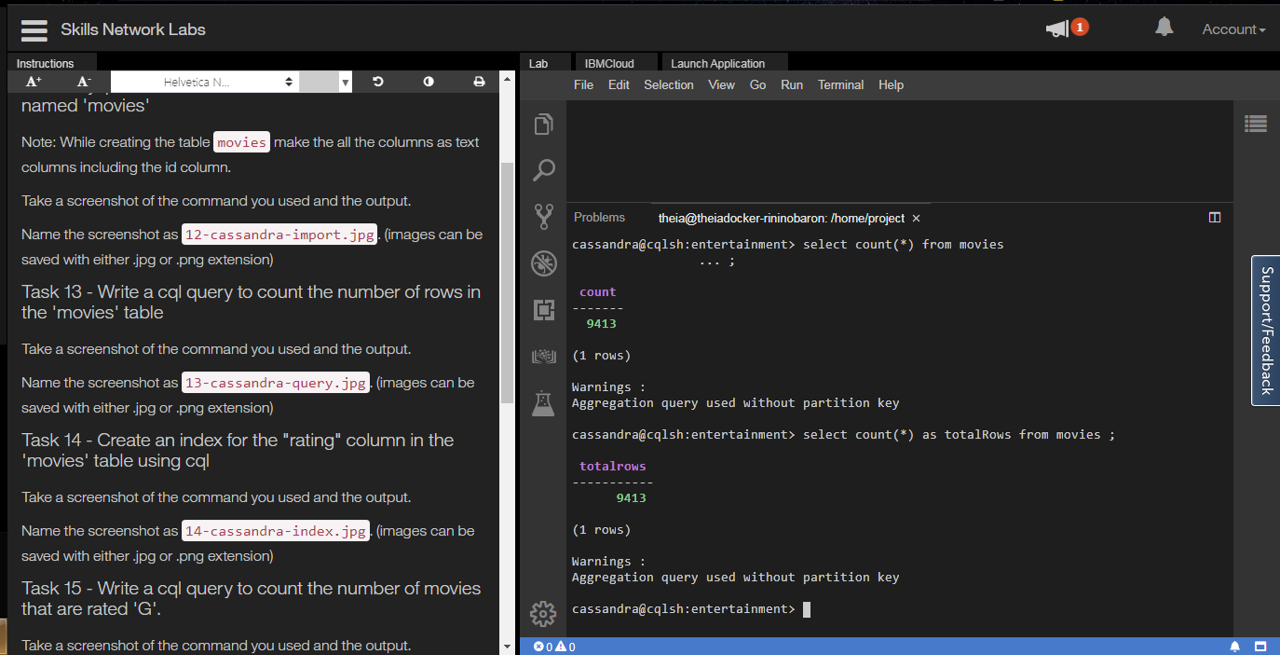 Skills Network Labs
1
Account
Instructions
A+ A- Helvetica N...
named 'movies'
Note: While creating the table movies make the all the columns as text
columns including the id column.
Take a screenshot of the command you used and the output.
Name the screenshot as 12-cassandra-import.jpg. (images can be
saved with either .jpg or .png extension)
Task 13 - Write a cql query to count the number of rows in
the 'movies' table
Take a screenshot of the command you used and the output.
Name the screenshot as 13-cassandra-query.jpg. (images can be
saved with either .jpg or .png extension)
Task 14 - Create an index for the "rating" column in the
'movies' table using cql
Take a screenshot of the command you used and the output.
Name the screenshot as 14-cassandra-index.jpg. (images can be
saved with either .jpg or .png extension)
Task 15 - Write a cql query to count the number of movies
that are rated 'G'.
Take a screenshot of the command you used and the output.
Lab IBMCloud Launch Application
File Edit Selection View Go Run Terminal Help
Problems theia@theiadocker-rininobaron: /home/project ×
cassandra@cqlsh:entertainment> select count(*) from movies
... ;
count
-------
9413
(1 rows)
Warnings :
Aggregation query used without partition key
cassandra@cqlsh:entertainment> select count(*) as totalRows from movies ;
totalrows
-----------
9413
(1 rows)
Warnings :
Aggregation query used without partition key
cassandra@cqlsh:entertainment>
0 0
Support/Feedback